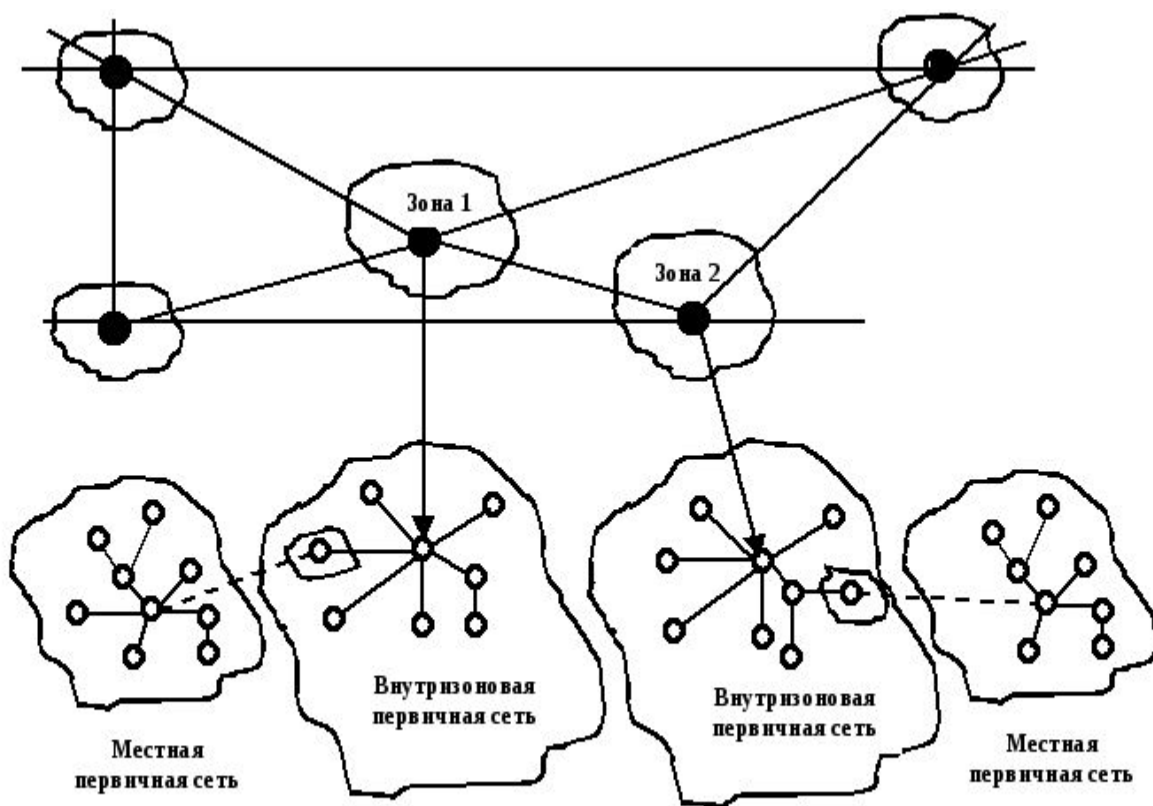 Зона 1
Зона 2
Внутризоновая
первичная сеть
Внутризоновая
первичная сеть
Местная
первичная сеть
Местная
первичная сеть